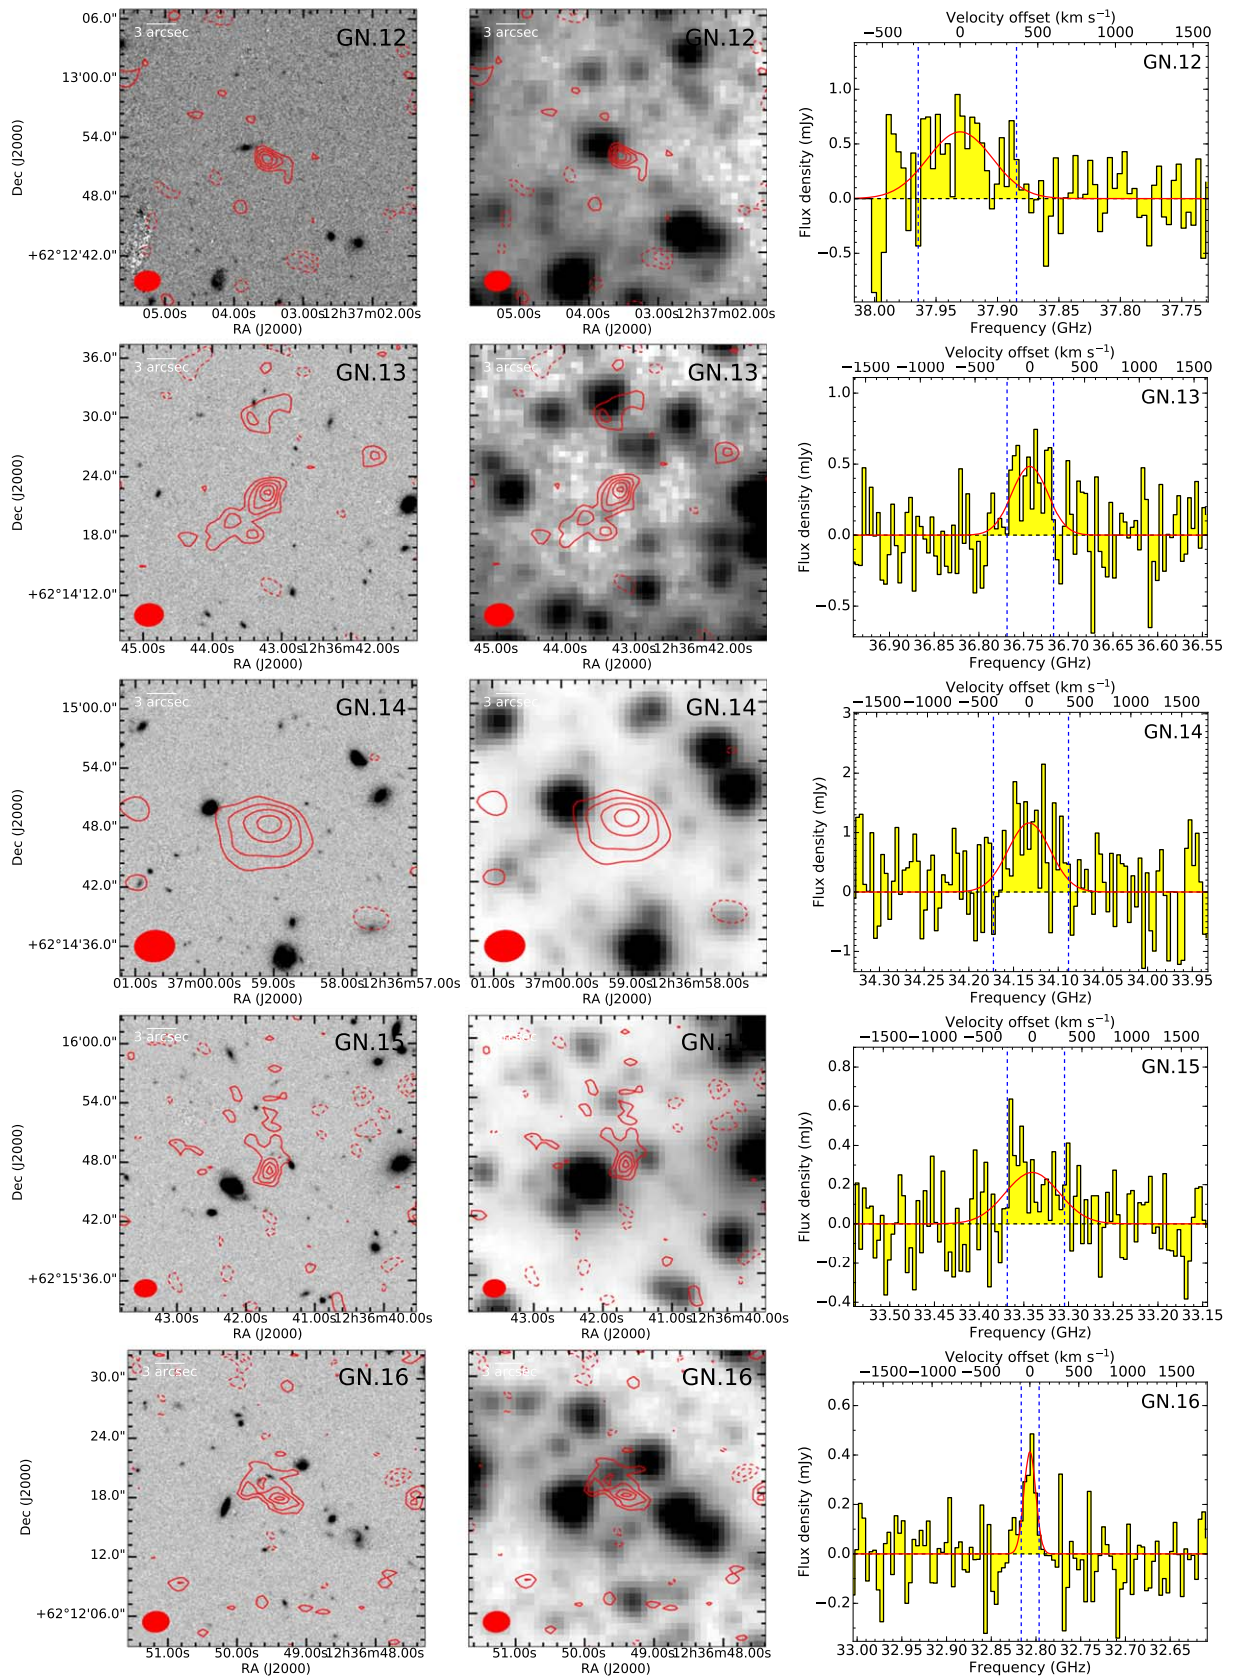 06.0"
13'00.0"
54.0"
48.0"
+62°12'42.0"
Dec (J2000)
3 arcsec
GN.12
05.00s 04.00s 03.00s 12h37m02.00s
RA (J2000)
3 arcsec
GN.12
05.00s 04.00s 03.00s 12h37m02.00s
RA (J2000)
Velocity offset (km s⁻¹)
−500 0 500 1000 1500
GN.12
1.0
0.5
0.0
−0.5
Flux density (mJy)
38.00 37.95 37.90 37.85 37.80 37.75
Frequency (GHz)
36.0"
30.0"
24.0"
18.0"
+62°14'12.0"
Dec (J2000)
3 arcsec
GN.13
45.00s 44.00s 43.00s 12h36m42.00s
RA (J2000)
3 arcsec
GN.13
45.00s 44.00s 43.00s 12h36m42.00s
RA (J2000)
Velocity offset (km s⁻¹)
−1500 −1000 −500 0 500 1000 1500
GN.13
1.0
0.5
0.0
−0.5
Flux density (mJy)
36.90 36.85 36.80 36.75 36.70 36.65 36.60 36.55
Frequency (GHz)
15'00.0"
54.0"
48.0"
42.0"
+62°14'36.0"
Dec (J2000)
3 arcsec
GN.14
01.00s 37m00.00s 59.00s 58.00s 12h36m57.00s
RA (J2000)
3 arcsec
GN.14
01.00s 37m00.00s 59.00s 12h36m58.00s
RA (J2000)
Velocity offset (km s⁻¹)
−1500 −1000 −500 0 500 1000 1500
GN.14
3
2
1
0
−1
Flux density (mJy)
34.30 34.25 34.20 34.15 34.10 34.05 34.00 33.95
Frequency (GHz)
16'00.0"
54.0"
48.0"
42.0"
+62°15'36.0"
Dec (J2000)
3 arcsec
GN.15
43.00s 42.00s 41.00s 12h36m40.00s
RA (J2000)
GN.1
43.00s 42.00s 41.00s 12h36m40.00s
RA (J2000)
Velocity offset (km s⁻¹)
−1500 −1000 −500 0 500 1000 1500
GN.15
0.8
0.6
0.4
0.2
0.0
−0.2
−0.4
Flux density (mJy)
33.50 33.45 33.40 33.35 33.30 33.25 33.20 33.15
Frequency (GHz)
30.0"
24.0"
18.0"
12.0"
+62°12'06.0"
Dec (J2000)
3 arcsec
GN.16
51.00s 50.00s 49.00s 12h36m48.00s
RA (J2000)
3 arcsec
GN.16
51.00s 50.00s 49.00s 12h36m48.00s
RA (J2000)
Velocity offset (km s⁻¹)
−1500 −1000 −500 0 500 1000 1500
GN.16
0.6
0.4
0.2
0.0
−0.2
Flux density (mJy)
33.00 32.95 32.90 32.85 32.80 32.75 32.70 32.65
Frequency (GHz)